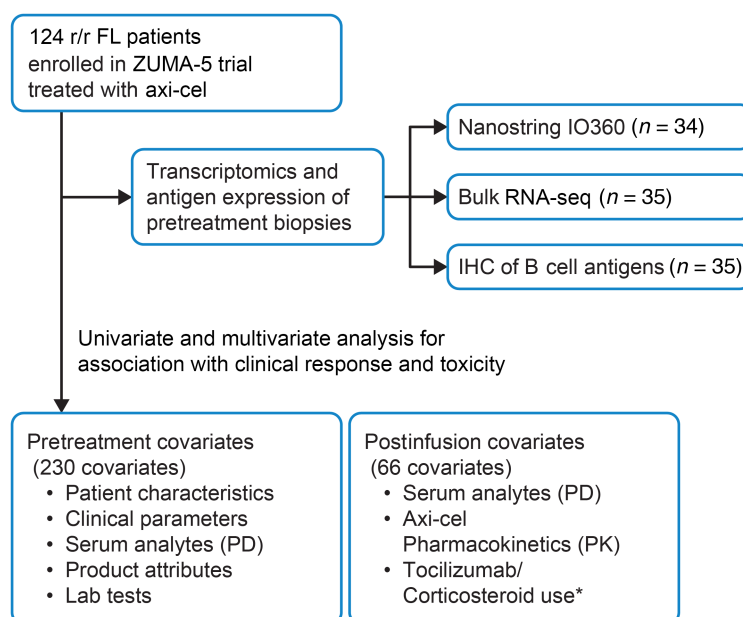 124 r/r FL patients
enrolled in ZUMA-5 trial
treated with axi-cel
Nanostring IO360 (n = 34)
Transcriptomics and
antigen expression of
pretreatment biopsies
Bulk RNA-seq (n = 35)
IHC of B cell antigens (n = 35)
Univariate and multivariate analysis for
association with clinical response and toxicity
Pretreatment covariates
(230 covariates)
• Patient characteristics
• Clinical parameters
• Serum analytes (PD)
• Product attributes
• Lab tests
Postinfusion covariates
(66 covariates)
• Serum analytes (PD)
• Axi-cel
Pharmacokinetics (PK)
• Tocilizumab/
Corticosteroid use*